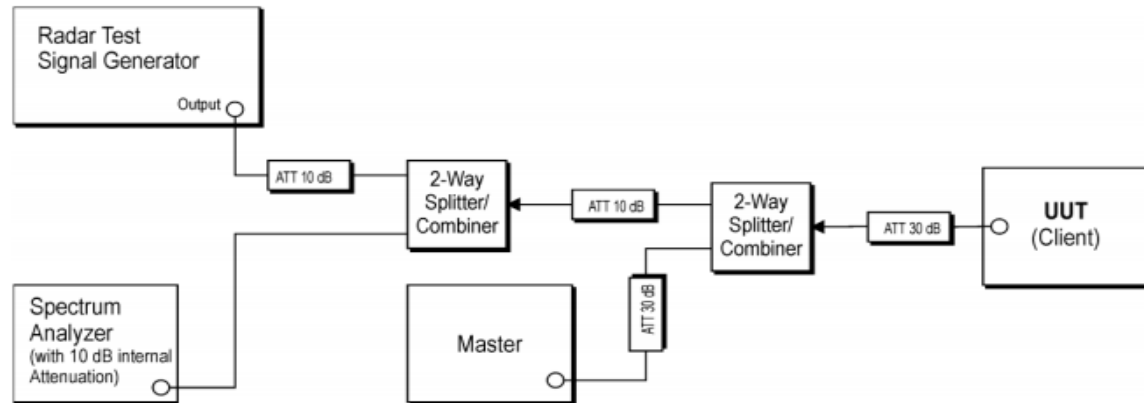 Radar Test
Signal Generator
Output
ATT 10 dB
2-Way
Splitter/
Combiner
ATT 10 dB
2-Way
Splitter/
Combiner
ATT 30 dB
UUT
(Client)
Spectrum
Analyzer
(with 10 dB internal
Attenuation)
Master
ATT 30 dB